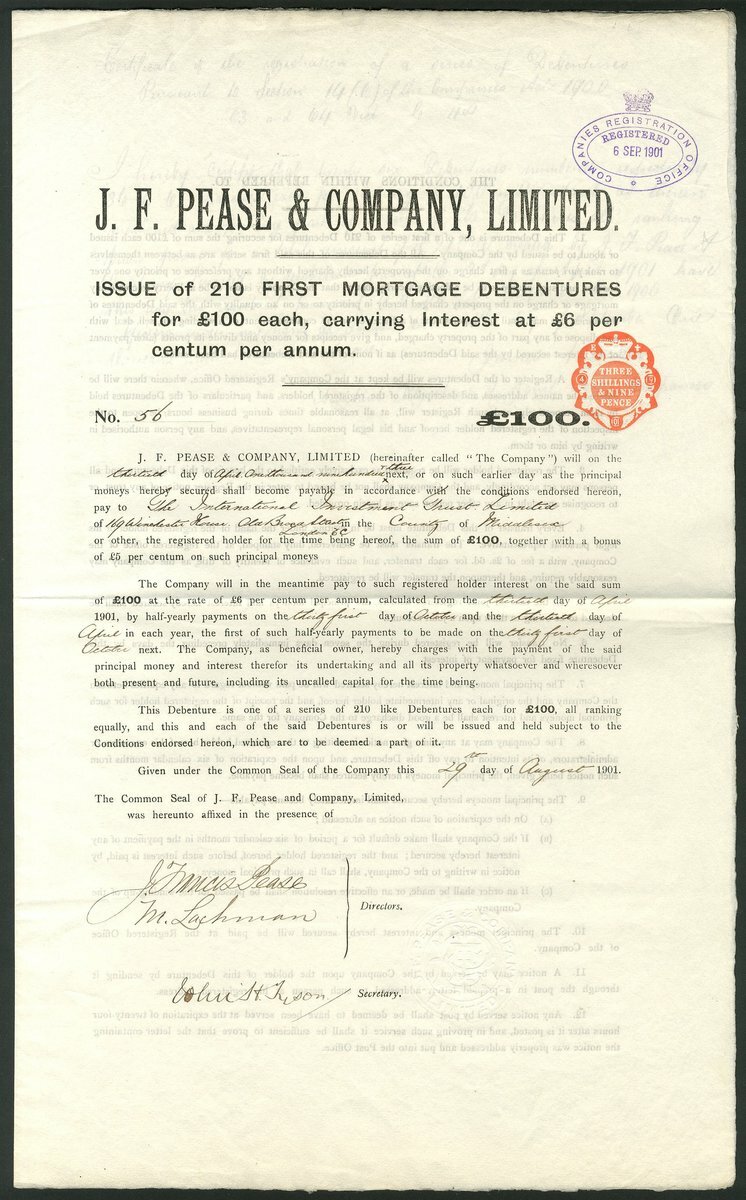 COMPANIES REGISTRATION OFFICE
REGISTERED
6 SEP. 1901
J. F. PEASE & COMPANY, LIMITED.
ISSUE of 210 FIRST MORTGAGE DEBENTURES
for £100 each, carrying Interest at £6 per
centum per annum.
THREE
SHILLINGS
& NINE
PENCE
No. 56
£100.
J. F. PEASE & COMPANY, LIMITED (hereinafter called "The Company") will on the
thirtieth day of April One thousand nine hundred & three next, or on such earlier day as the principal
moneys hereby secured shall become payable in accordance with the conditions endorsed hereon,
pay to The International Investment Trust Limited
of 169 Winchester House Old Broad Street in the County of Middlesex
London EC
or other, the registered holder for the time being hereof, the sum of £100, together with a bonus
of £5 per centum on such principal moneys
The Company will in the meantime pay to such registered holder interest on the said sum
of £100 at the rate of £6 per centum per annum, calculated from the thirtieth day of April
1901, by half-yearly payments on the thirty first day of October and the thirtieth day of
April in each year, the first of such half-yearly payments to be made on the thirty first day of
October next. The Company, as beneficial owner, hereby charges with the payment of the said
principal money and interest therefor its undertaking and all its property whatsoever and wheresoever
both present and future, including its uncalled capital for the time being.
This Debenture is one of a series of 210 like Debentures each for £100, all ranking
equally, and this and each of the said Debentures is or will be issued and held subject to the
Conditions endorsed hereon, which are to be deemed a part of it.
Given under the Common Seal of the Company this 29th day of August 1901.
The Common Seal of J. F. Pease and Company, Limited,
was hereunto affixed in the presence of
J. Francis Pease
M. Lachman
Directors.
John H. Tyson
Secretary.